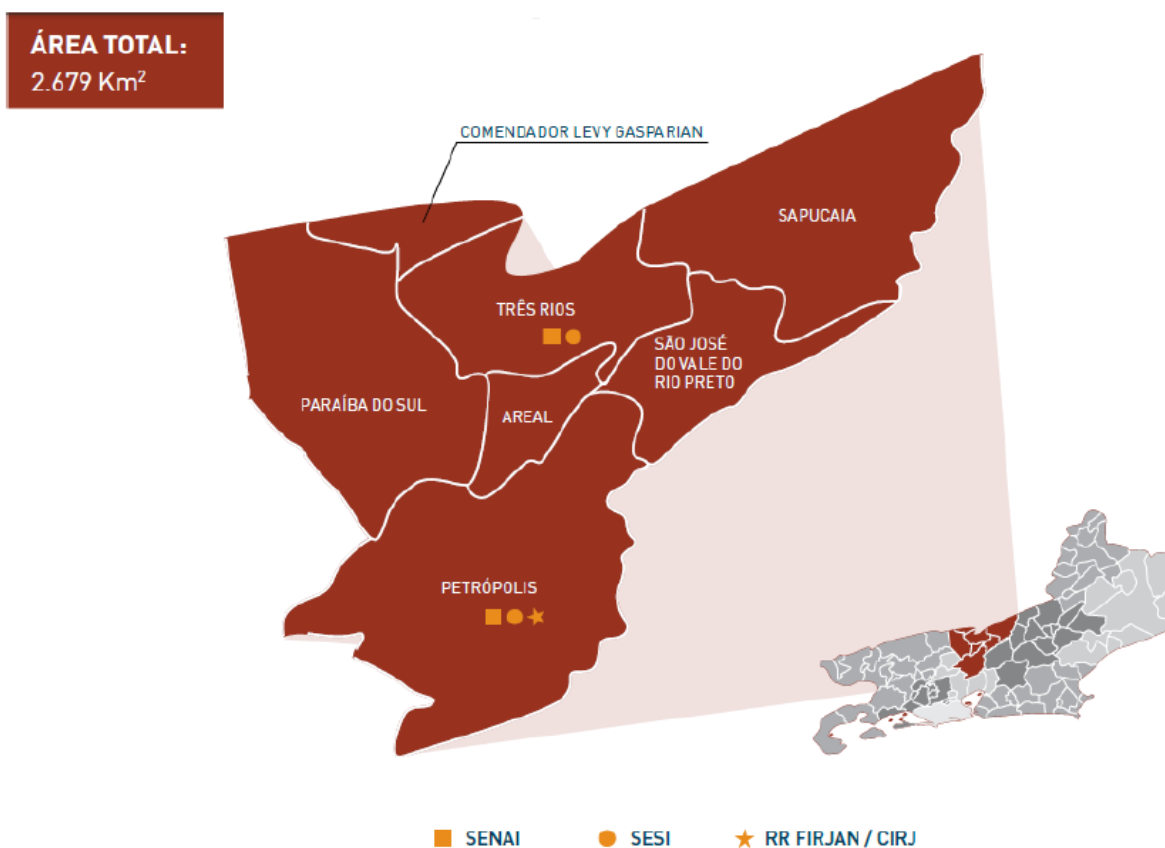 ÁREA TOTAL:
2.679 Km²
COMENDADOR LEVY GASPARIAN
SAPUCAIA
TRÊS RIOS
SÃO JOSÉ
DO VALE DO
RIO PRETO
PARAÍBA DO SUL
AREAL
PETRÓPOLIS
SENAI
SESI
RR FIRJAN / CIRJ